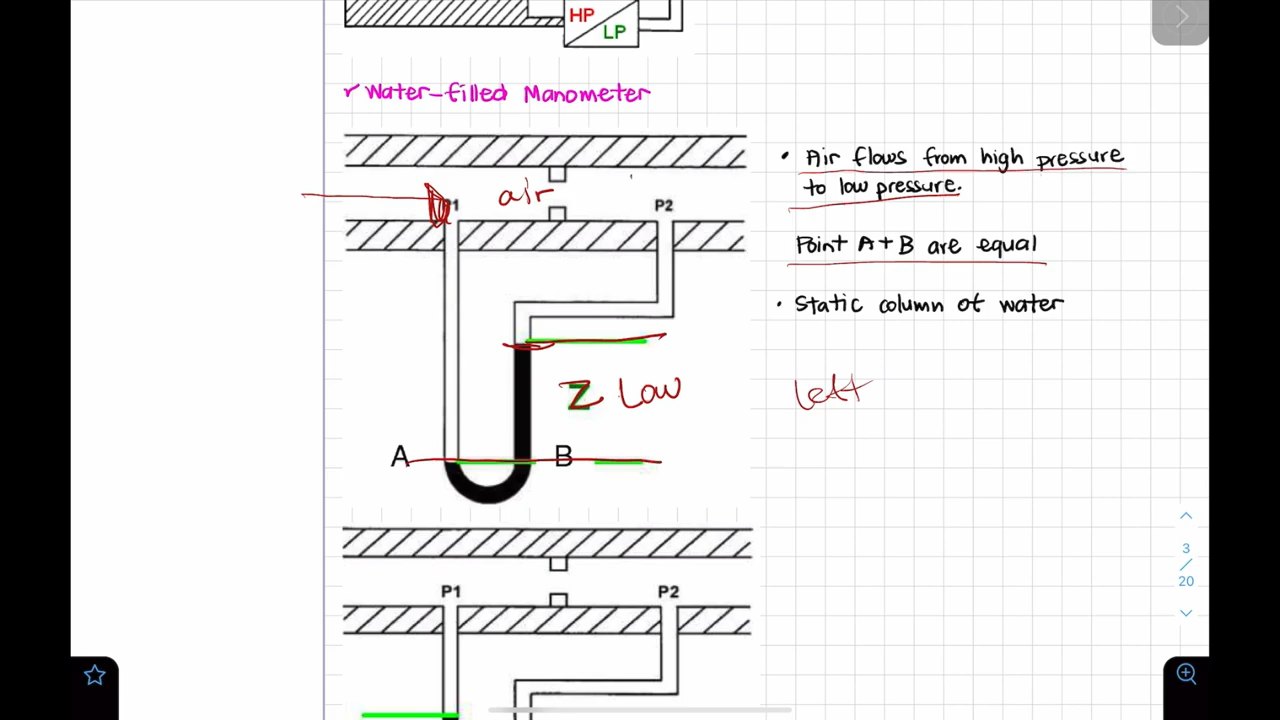 HP
LP
r Water-filled Manometer
P1
air
P2
• Air flows from high pressure
to low pressure.
Point A+B are equal
• Static column of water
Z Low
left
A
B
P1
P2
3
/
20